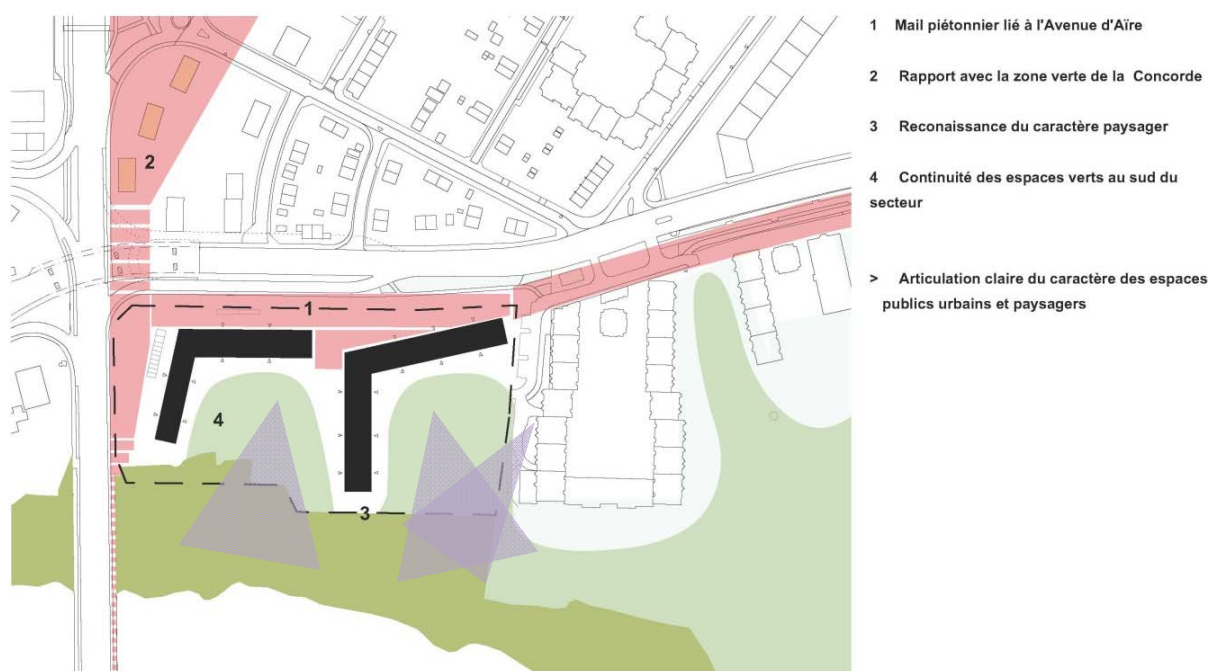 1 Mail piétonnier lié à l'Avenue d'Aïre
2 Rapport avec la zone verte de la Concorde
3 Reconaissance du caractère paysager
4 Continuité des espaces verts au sud du
secteur
> Articulation claire du caractère des espaces
publics urbains et paysagers
2
1
4
3